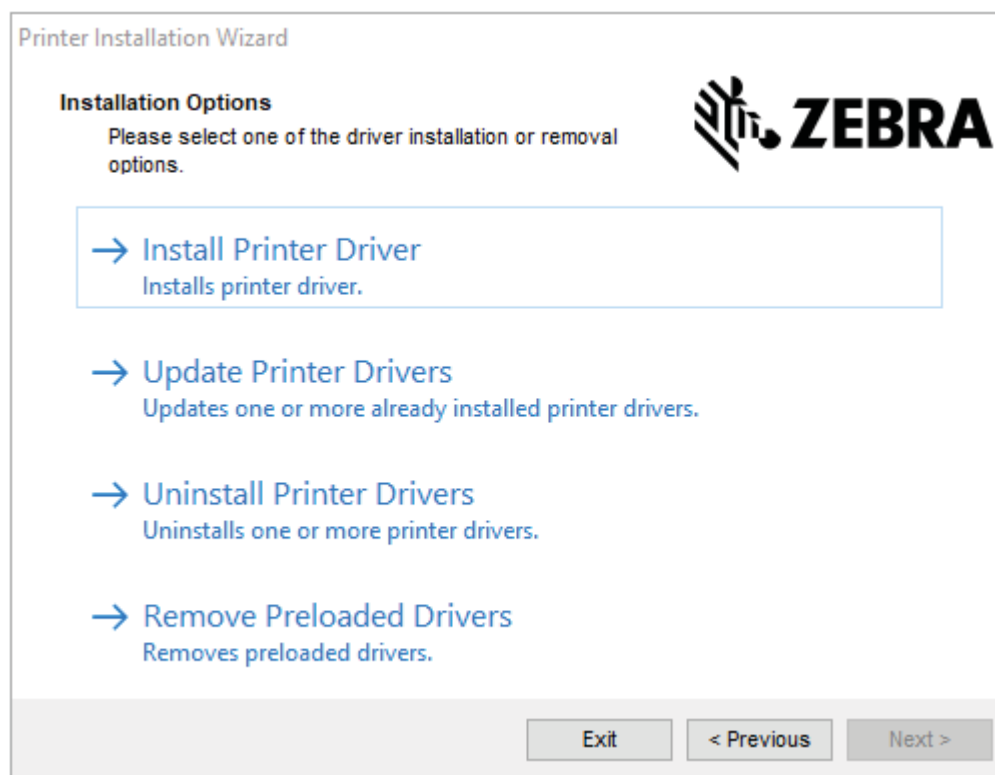 Printer Installation Wizard
Installation Options
Please select one of the driver installation or removal
options.
ZEBRA
Install Printer Driver
Installs printer driver.
Update Printer Drivers
Updates one or more already installed printer drivers.
Uninstall Printer Drivers
Uninstalls one or more printer drivers.
Remove Preloaded Drivers
Removes preloaded drivers.
Exit
< Previous
Next >